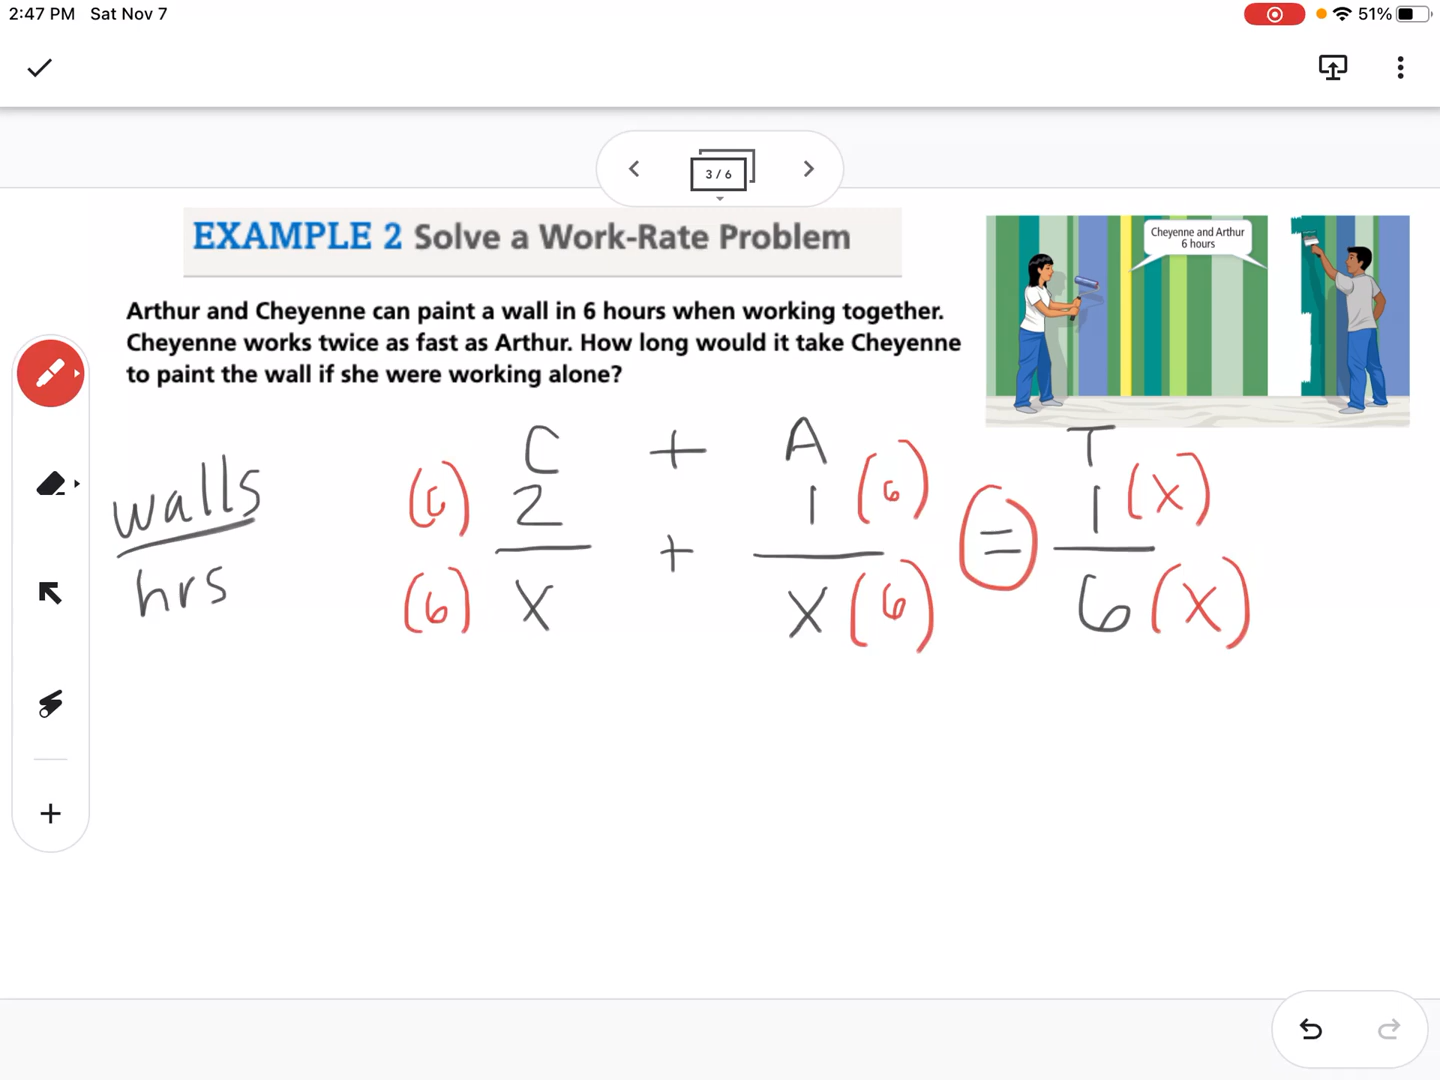 2:47 PM Sat Nov 7
51%
3 / 6
EXAMPLE 2 Solve a Work-Rate Problem
Cheyenne and Arthur
6 hours
Arthur and Cheyenne can paint a wall in 6 hours when working together.
Cheyenne works twice as fast as Arthur. How long would it take Cheyenne
to paint the wall if she were working alone?
C + A T
walls (6) 2 1 (6) 1 (x)
+ =
hrs (6) x x (6) 6 (x)